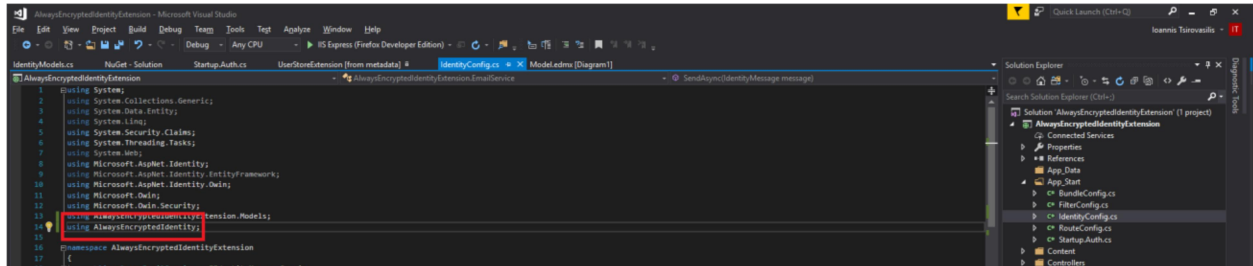 AlwaysEncryptedIdentityExtension - Microsoft Visual Studio
Quick Launch (Ctrl+Q)
File Edit View Project Build Debug Team Tools Test Analyze Window Help
Ioannis Tsirovasilis IT
Debug Any CPU IIS Express (Firefox Developer Edition)
IdentityModels.cs NuGet - Solution Startup.Auth.cs UserStoreExtension [from metadata] IdentityConfig.cs Model.edmx [Diagram1]
AlwaysEncryptedIdentityExtension AlwaysEncryptedIdentityExtension.EmailService SendAsync(IdentityMessage message)
1 using System;
2 using System.Collections.Generic;
3 using System.Data.Entity;
4 using System.Linq;
5 using System.Security.Claims;
6 using System.Threading.Tasks;
7 using System.Web;
8 using Microsoft.AspNet.Identity;
9 using Microsoft.AspNet.Identity.EntityFramework;
10 using Microsoft.AspNet.Identity.Owin;
11 using Microsoft.Owin;
12 using Microsoft.Owin.Security;
13 using AlwaysEncryptedIdentityExtension.Models;
14 using AlwaysEncryptedIdentity;
15
16 namespace AlwaysEncryptedIdentityExtension
17 {
Solution Explorer
Search Solution Explorer (Ctrl+;)
Solution 'AlwaysEncryptedIdentityExtension' (1 project)
AlwaysEncryptedIdentityExtension
Connected Services
Properties
References
App_Data
App_Start
C# BundleConfig.cs
C# FilterConfig.cs
C# IdentityConfig.cs
C# RouteConfig.cs
C# Startup.Auth.cs
Content
Controllers
Diagnostic Tools